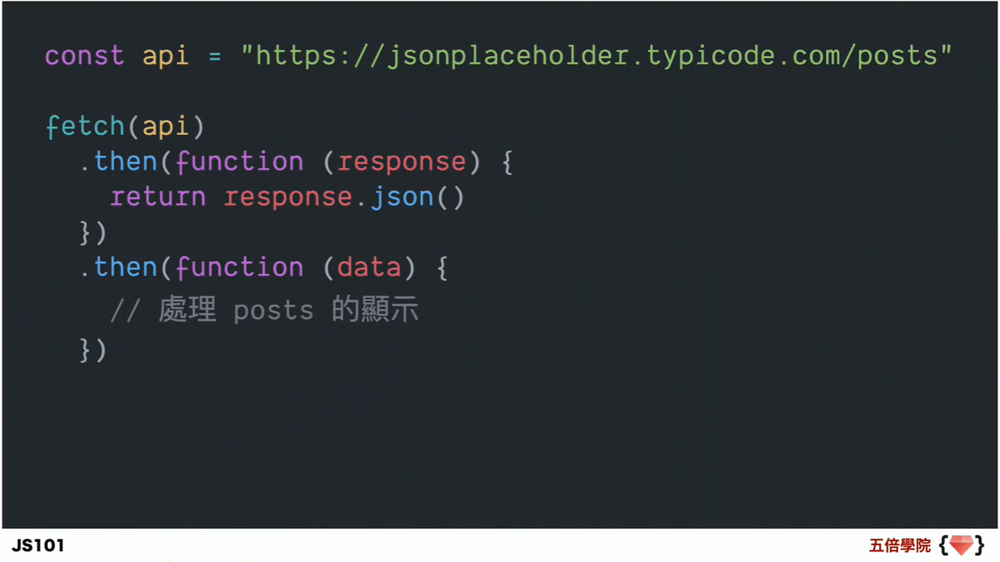 const api = "https://jsonplaceholder.typicode.com/posts"
fetch(api)
.then(function (response) {
return response.json()
})
.then(function (data) {
// 處理 posts 的顯示
})
JS101
五倍學院 { }